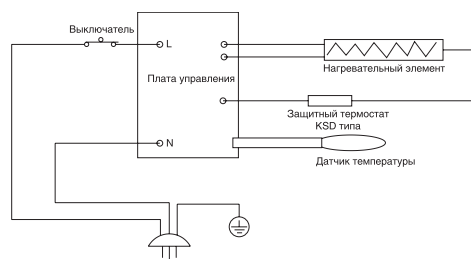 Выключатель
L
Плата управления
Нагревательный элемент
Защитный термостат
KSD типа
N
Датчик температуры